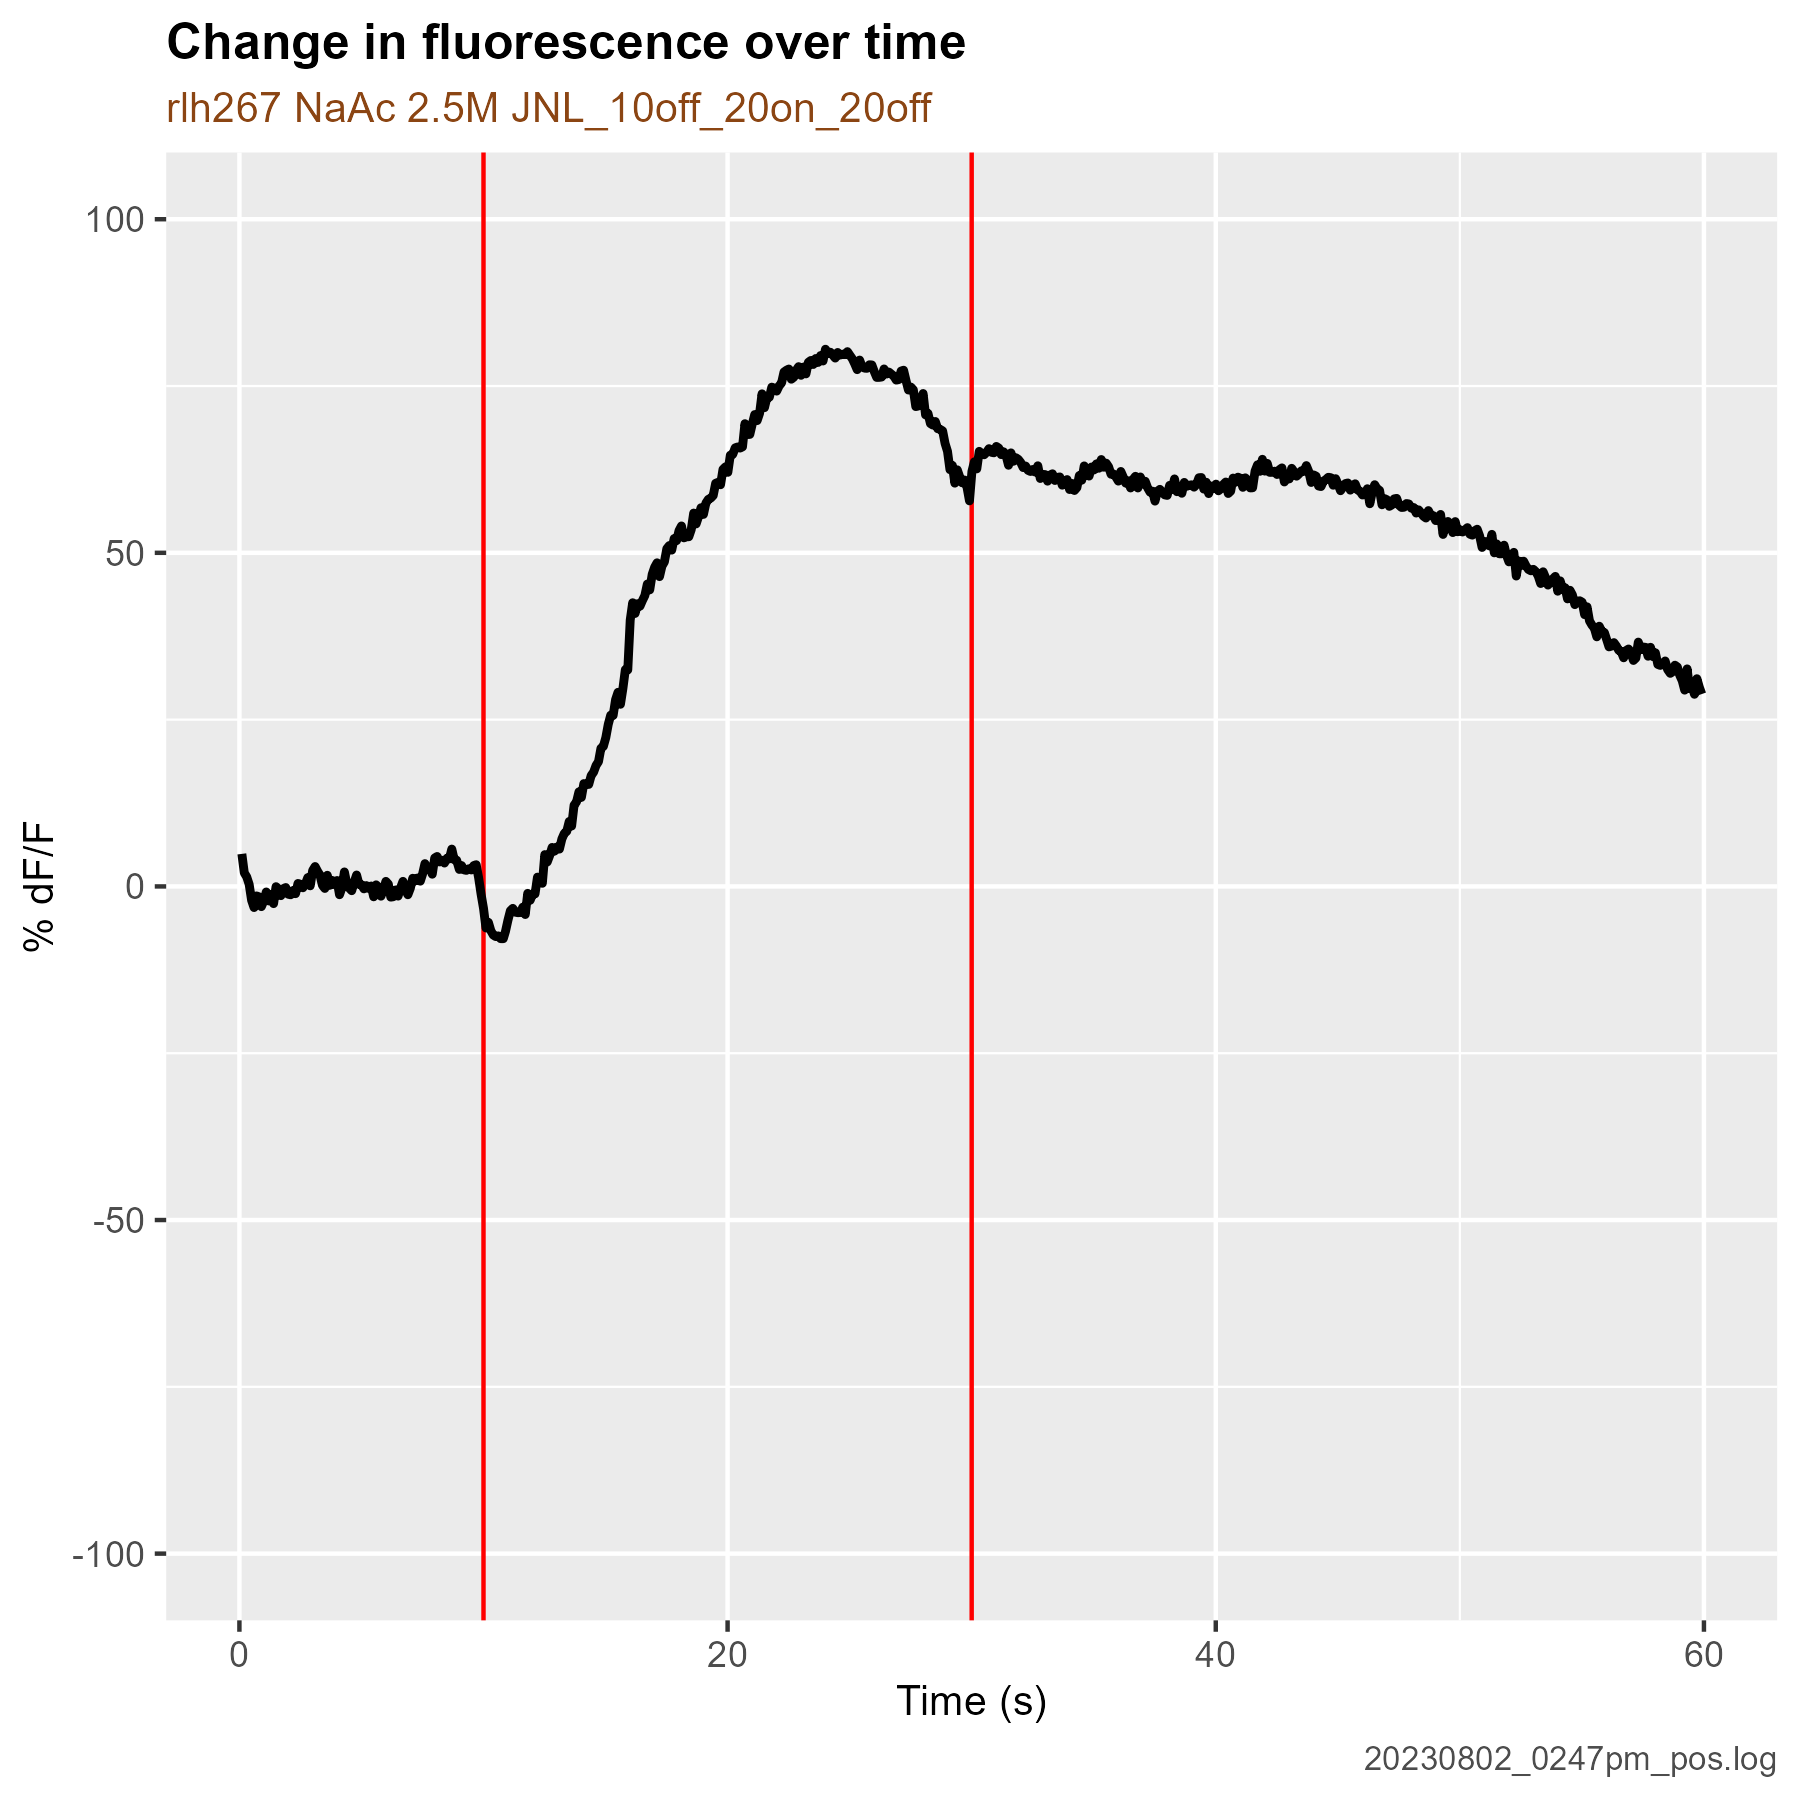 Change in fluorescence over time
rlh267 NaAc 2.5M JNL_10off_20on_20off
100
50
0
-50
-100
% dF/F
0 20 40 60
Time (s)
20230802_0247pm_pos.log